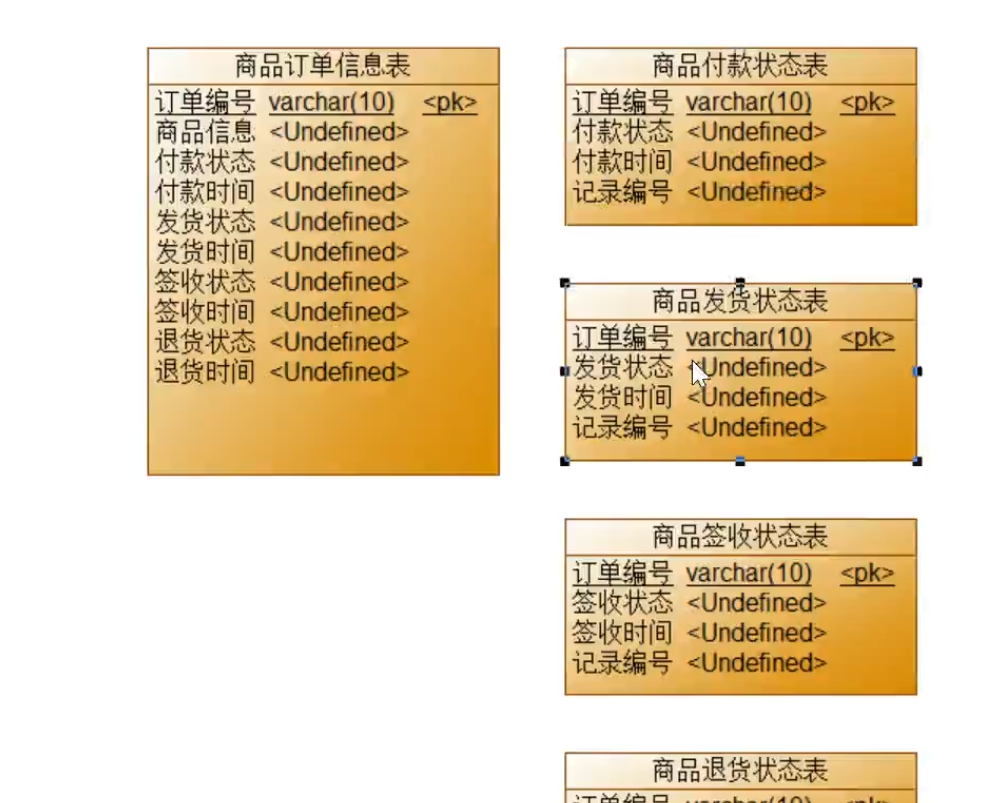 商品订单信息表
订单编号 varchar(10) <pk>
商品信息 <Undefined>
付款状态 <Undefined>
付款时间 <Undefined>
发货状态 <Undefined>
发货时间 <Undefined>
签收状态 <Undefined>
签收时间 <Undefined>
退货状态 <Undefined>
退货时间 <Undefined>
商品付款状态表
订单编号 varchar(10) <pk>
付款状态 <Undefined>
付款时间 <Undefined>
记录编号 <Undefined>
商品发货状态表
订单编号 varchar(10) <pk>
发货状态 <Undefined>
发货时间 <Undefined>
记录编号 <Undefined>
商品签收状态表
订单编号 varchar(10) <pk>
签收状态 <Undefined>
签收时间 <Undefined>
记录编号 <Undefined>
商品退货状态表
订单编号 varchar(10) <pk>